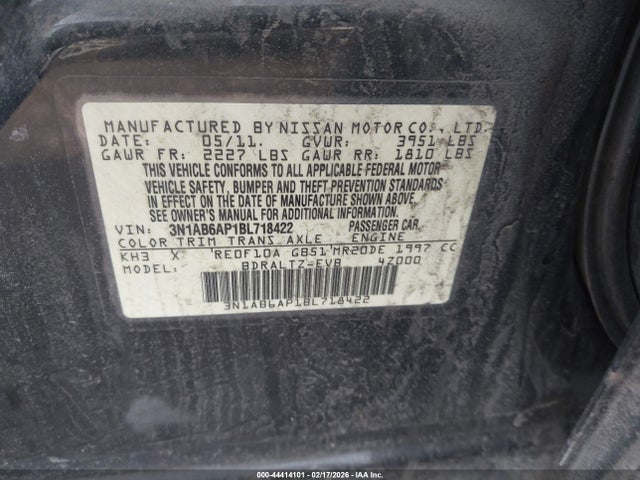 MANUFACTURED BY NISSAN MOTOR CO., LTD.
DATE: 05/11. GVWR: 3951 LBS
GAWR FR: 2227 LBS GAWR RR: 1810 LBS
THIS VEHICLE CONFORMS TO ALL APPLICABLE FEDERAL MOTOR
VEHICLE SAFETY, BUMPER AND THEFT PREVENTION STANDARDS
IN EFFECT ON THE DATE OF MANUFACTURE SHOWN ABOVE.
SEE OWNER'S MANUAL FOR ADDITIONAL INFORMATION.
VIN: 3N1AB6AP1BL718422 PASSENGER CAR
COLOR TRIM TRANS AXLE ENGINE
KH3 X RE0F10A GB51 MR20DE 1997 CC
MODEL: BDRALTZ-EVB 4Z000
3N1AB6AP1BL718422
000-44414101 - 02/17/2026 - IAAI.com